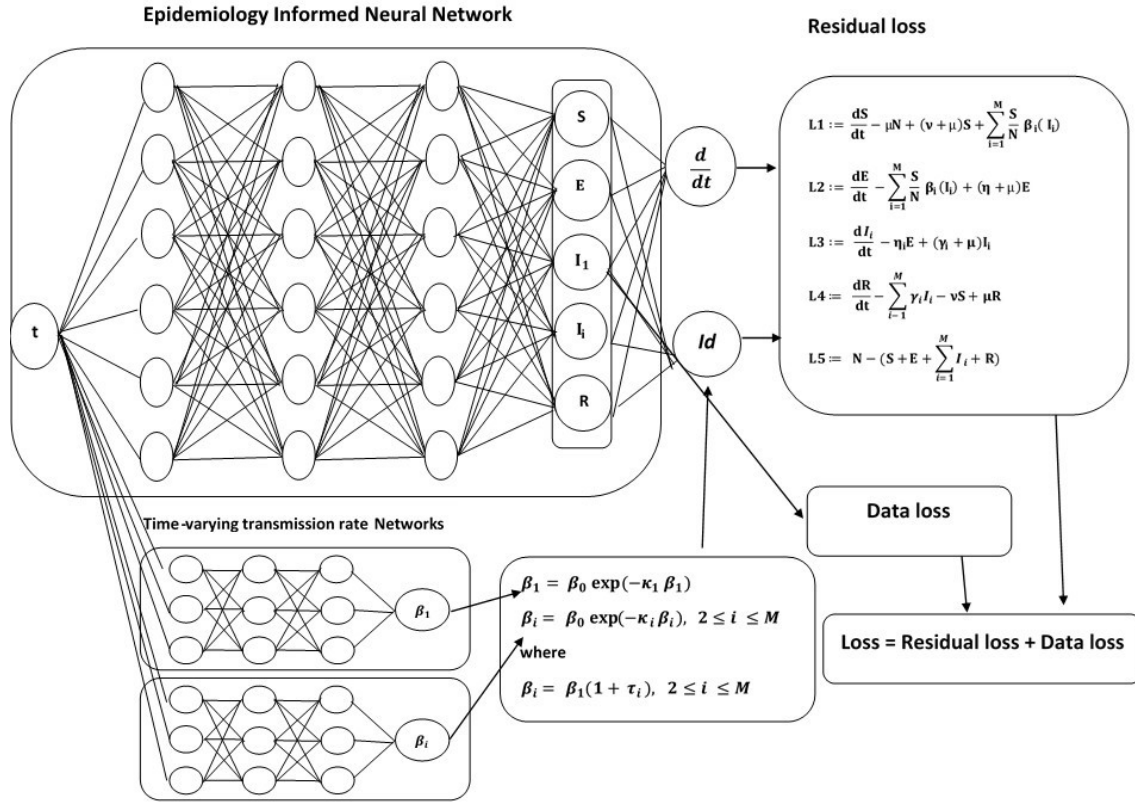 Epidemiology Informed Neural Network
Residual loss
t
S
E
I₁
Iᵢ
R
d/dt
Id
L1 := dS/dt − μN + (ν + μ)S + ∑_{i=1}^{M} S/N βᵢ( Iᵢ)
L2 := dE/dt − ∑_{i=1}^{M} S/N βᵢ (Iᵢ) + (η + μ)E
L3 := dIᵢ/dt − ηᵢE + (γᵢ + μ)Iᵢ
L4 := dR/dt − ∑_{i-1}^{M} γᵢIᵢ − νS + μR
L5 := N − (S + E + ∑_{i=1}^{M} Iᵢ + R)
Data loss
Loss = Residual loss + Data loss
Time-varying transmission rate Networks
β₁
βᵢ
β₁ = β₀ exp(−κ₁ β₁)
βᵢ = β₀ exp(−κᵢ βᵢ), 2 ≤ i ≤ M
where
βᵢ = β₁(1 + τᵢ), 2 ≤ i ≤ M